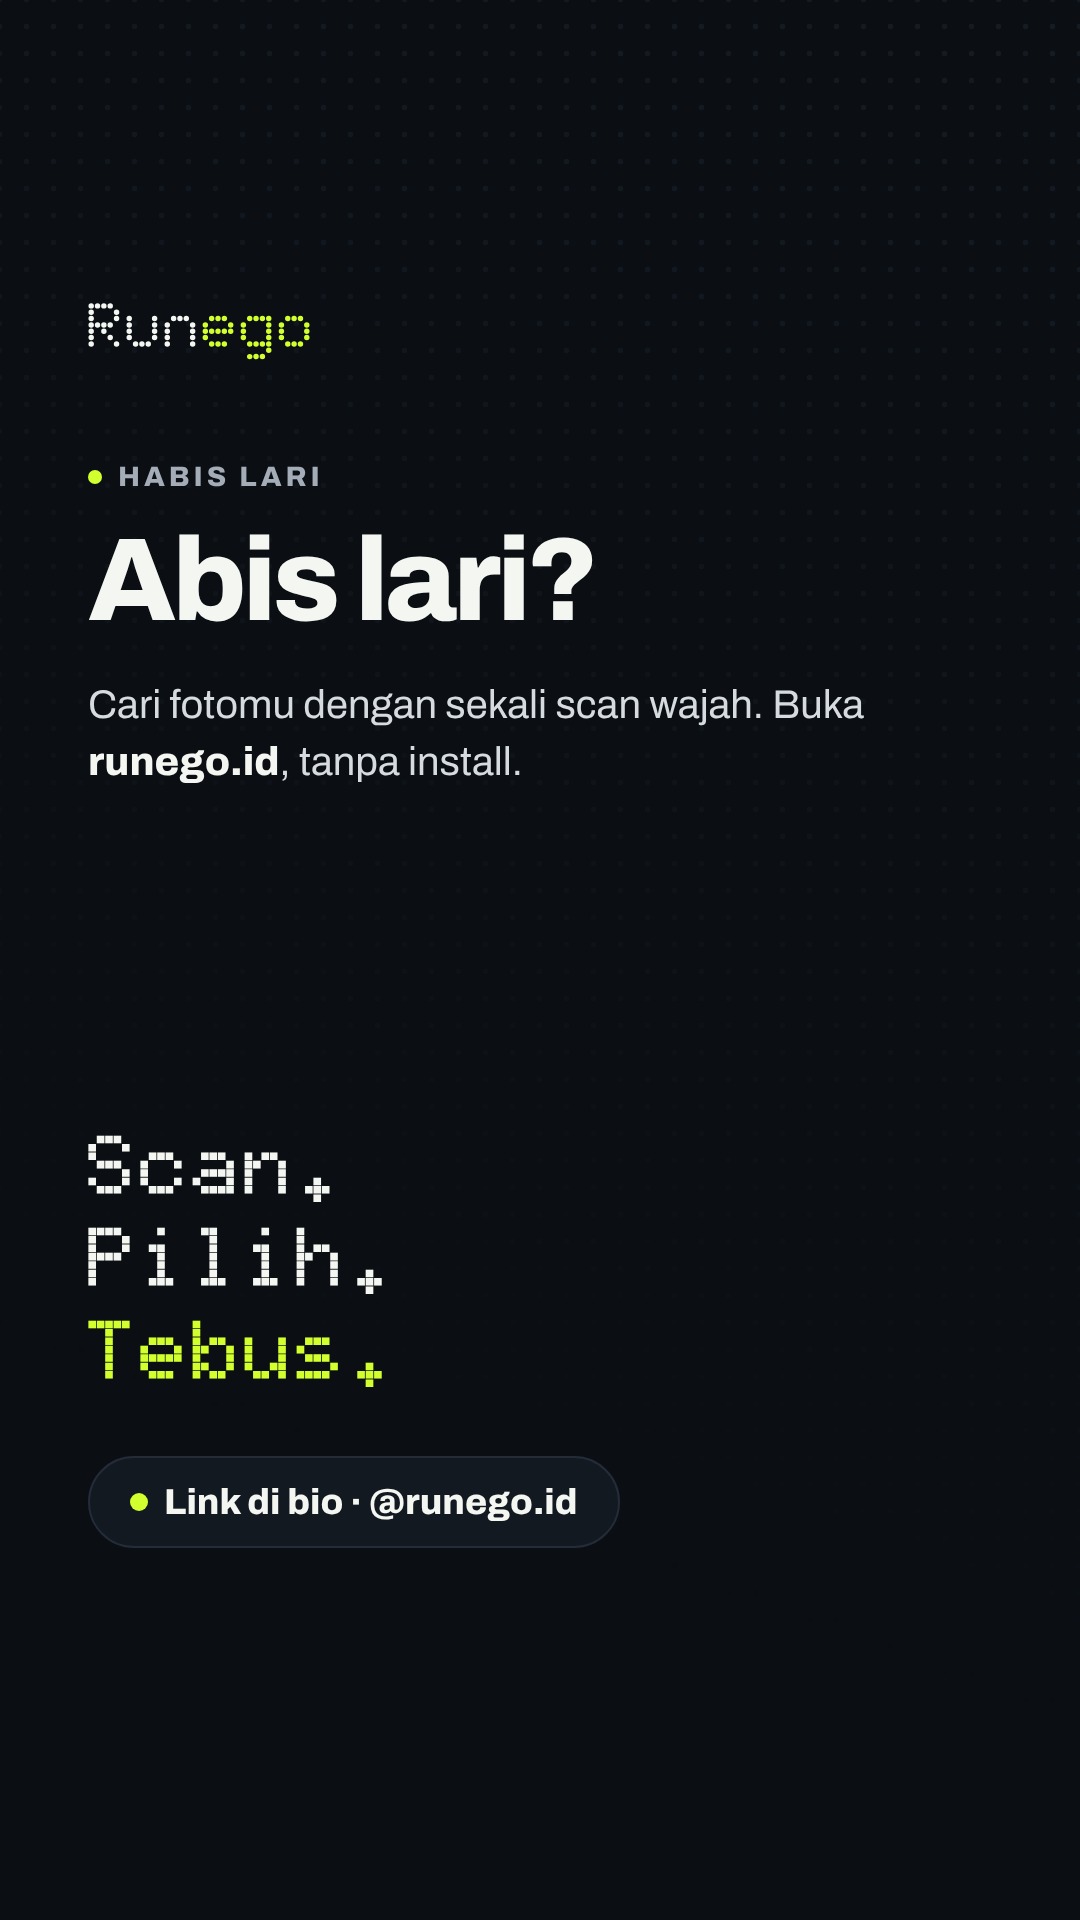 Runego
HABIS LARI
Abis lari?
Cari fotomu dengan sekali scan wajah. Buka
runego.id, tanpa install.
Scan.
Pilih.
Tebus.
Link di bio · @runego.id